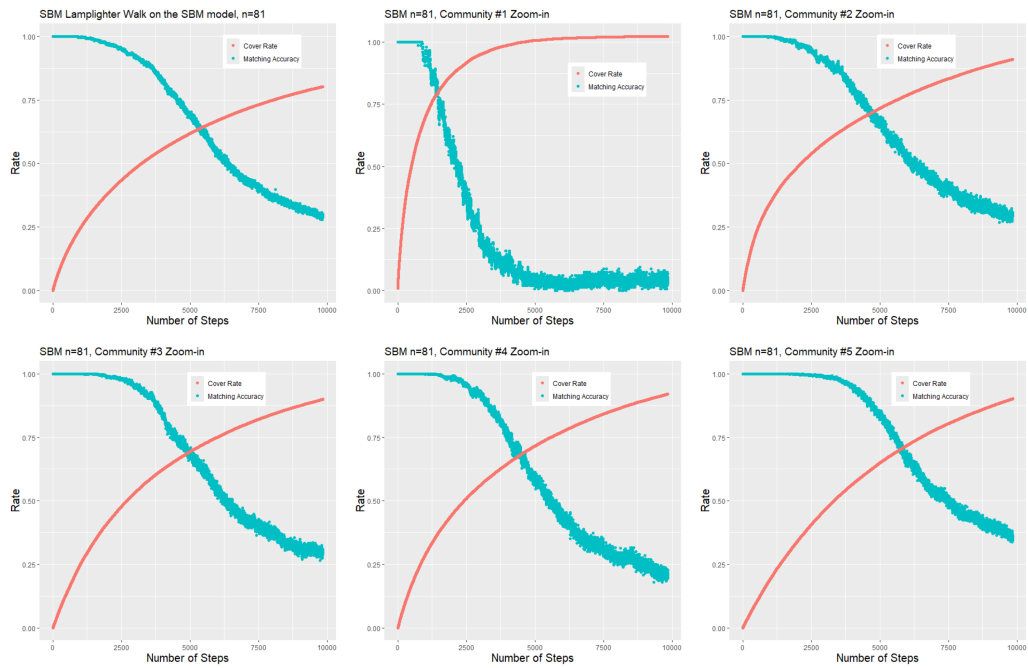 SBM Lamplighter Walk on the SBM model, n=81
1.00
0.75
0.50
0.25
0.00
Rate
Cover Rate
Matching Accuracy
0
2500
5000
7500
10000
Number of Steps
SBM n=81, Community #1 Zoom-in
1.00
0.75
0.50
0.25
0.00
Rate
Cover Rate
Matching Accuracy
0
2500
5000
7500
10000
Number of Steps
SBM n=81, Community #2 Zoom-in
1.00
0.75
0.50
0.25
0.00
Rate
Cover Rate
Matching Accuracy
0
2500
5000
7500
10000
Number of Steps
SBM n=81, Community #3 Zoom-in
1.00
0.75
0.50
0.25
0.00
Rate
Cover Rate
Matching Accuracy
0
2500
5000
7500
10000
Number of Steps
SBM n=81, Community #4 Zoom-in
1.00
0.75
0.50
0.25
0.00
Rate
Cover Rate
Matching Accuracy
0
2500
5000
7500
10000
Number of Steps
SBM n=81, Community #5 Zoom-in
1.00
0.75
0.50
0.25
0.00
Rate
Cover Rate
Matching Accuracy
0
2500
5000
7500
10000
Number of Steps